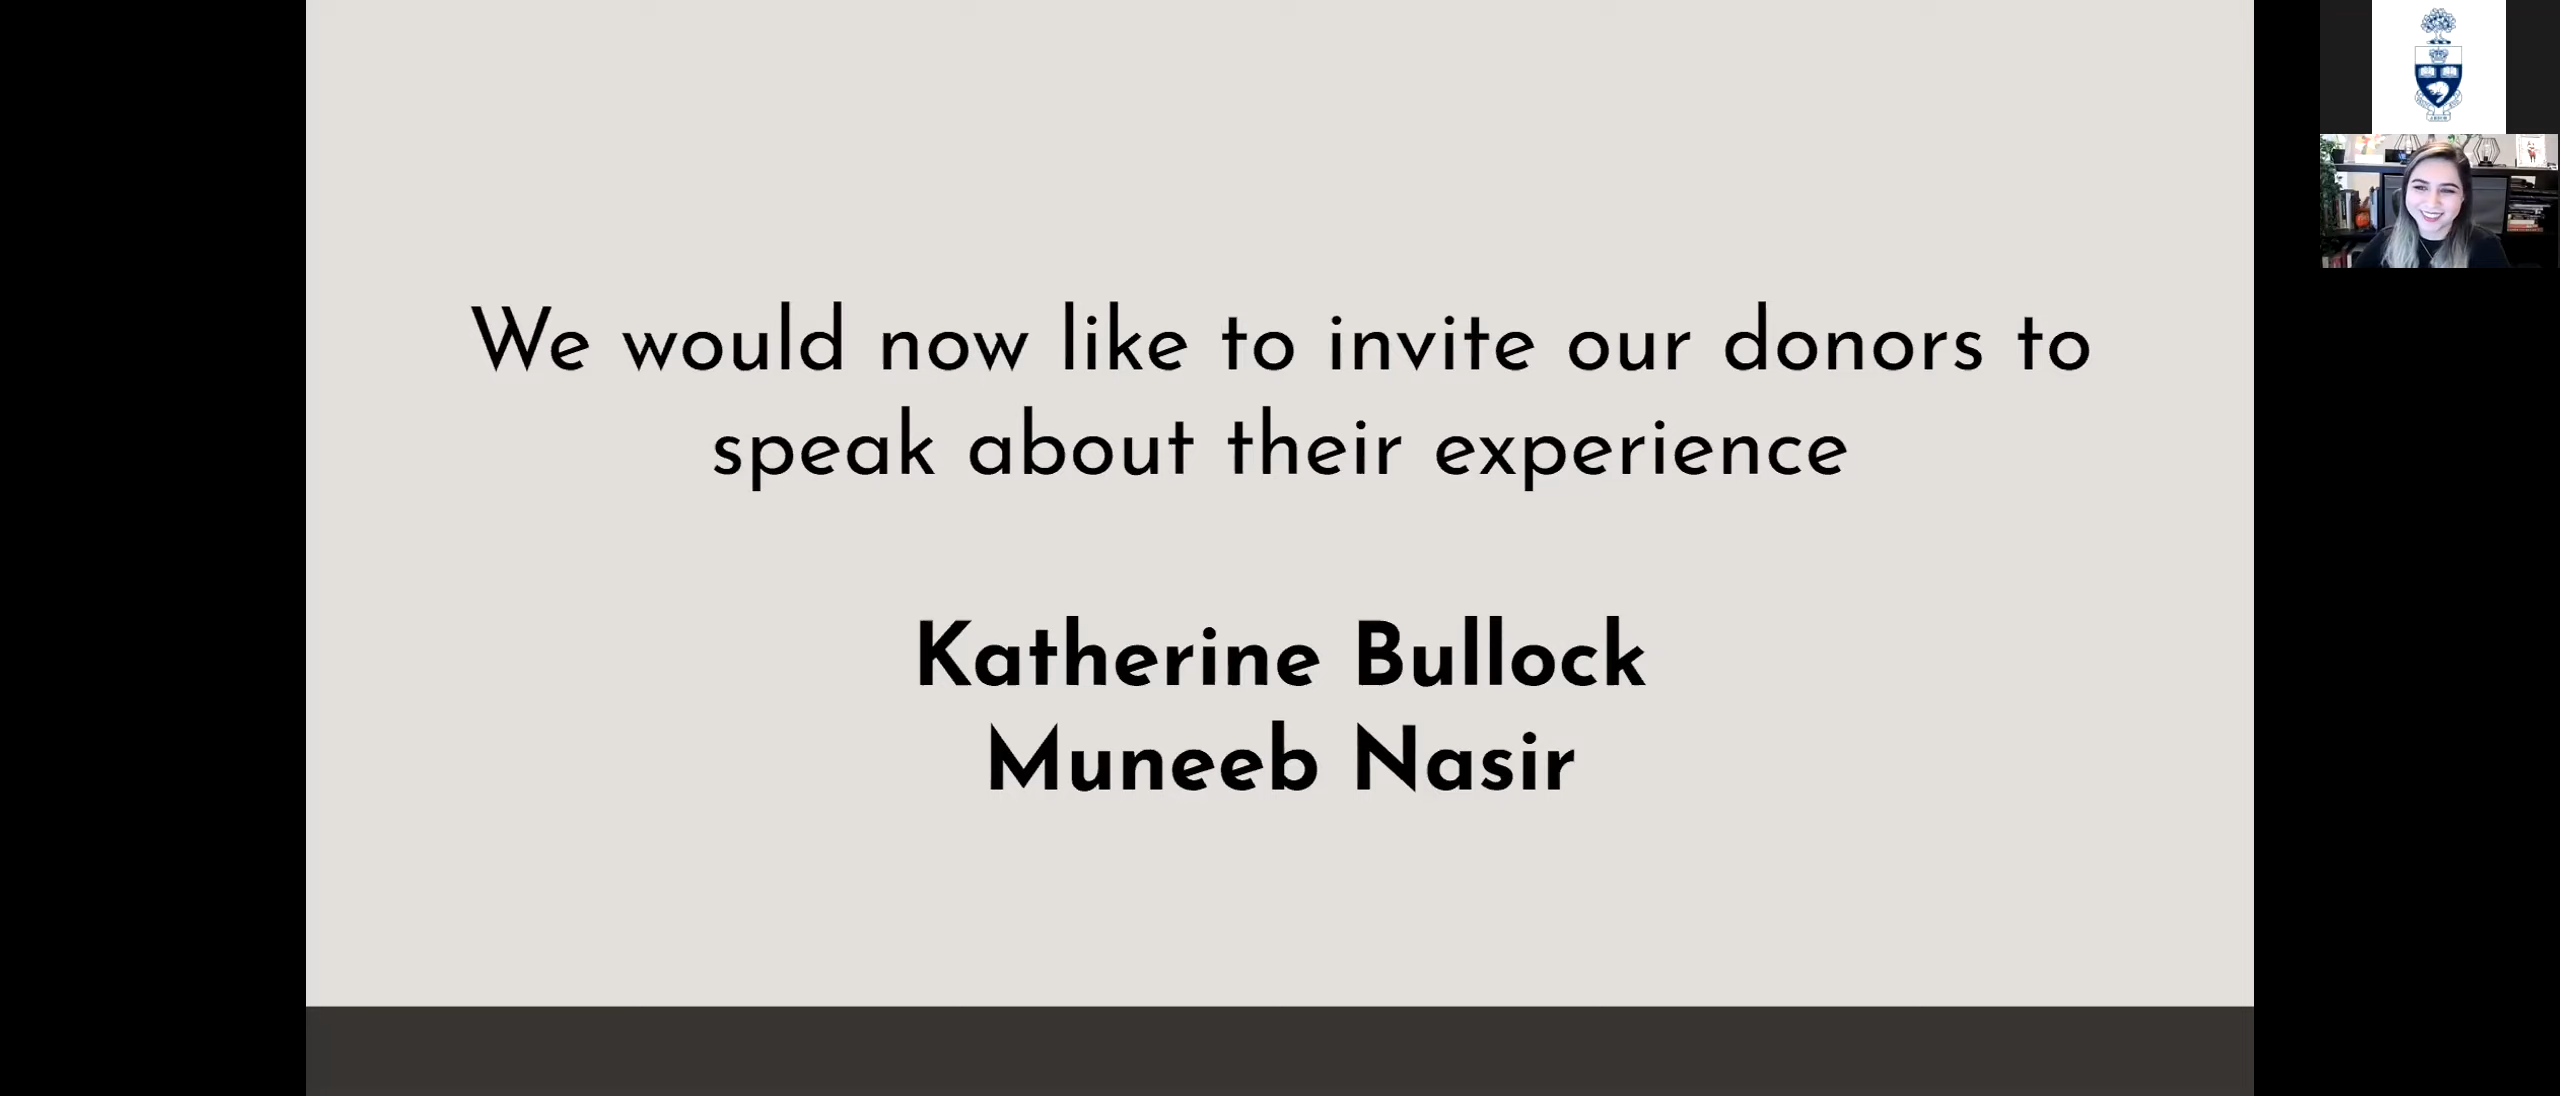 We would now like to invite our donors to
speak about their experience
Katherine Bullock
Muneeb Nasir